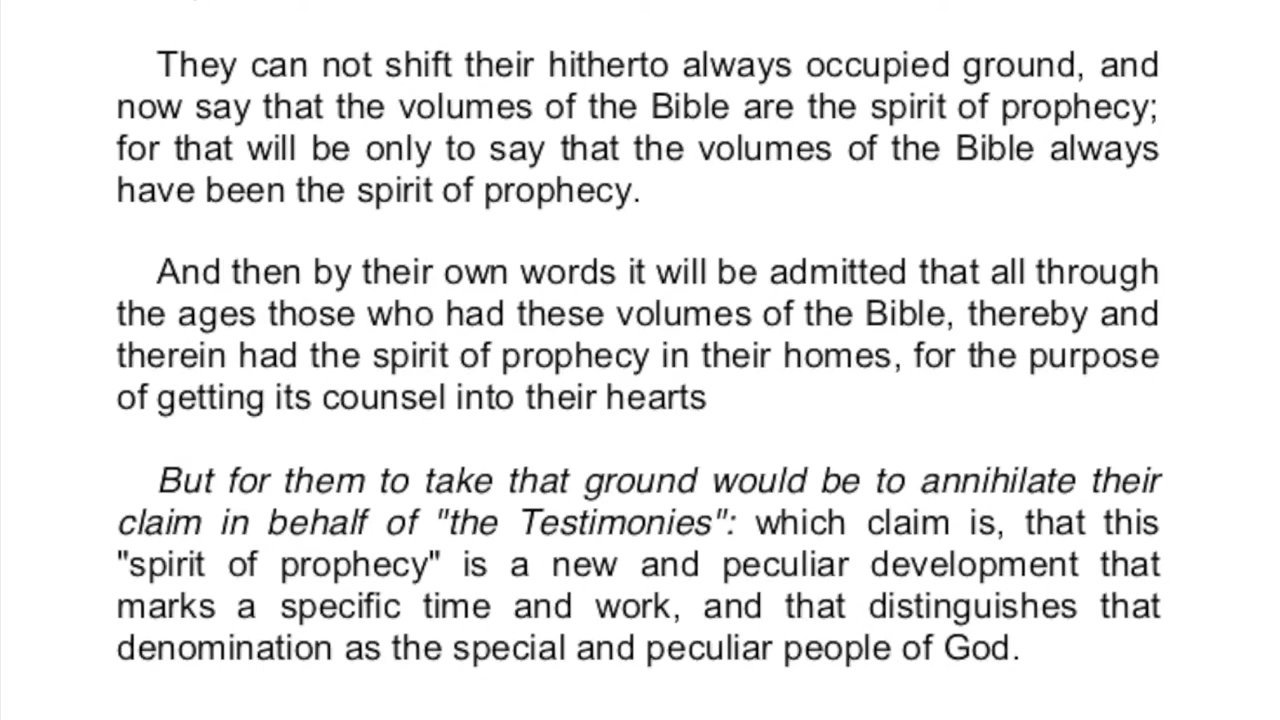 They can not shift their hitherto always occupied ground, and
now say that the volumes of the Bible are the spirit of prophecy;
for that will be only to say that the volumes of the Bible always
have been the spirit of prophecy.
And then by their own words it will be admitted that all through
the ages those who had these volumes of the Bible, thereby and
therein had the spirit of prophecy in their homes, for the purpose
of getting its counsel into their hearts
But for them to take that ground would be to annihilate their
claim in behalf of "the Testimonies": which claim is, that this
"spirit of prophecy" is a new and peculiar development that
marks a specific time and work, and that distinguishes that
denomination as the special and peculiar people of God.